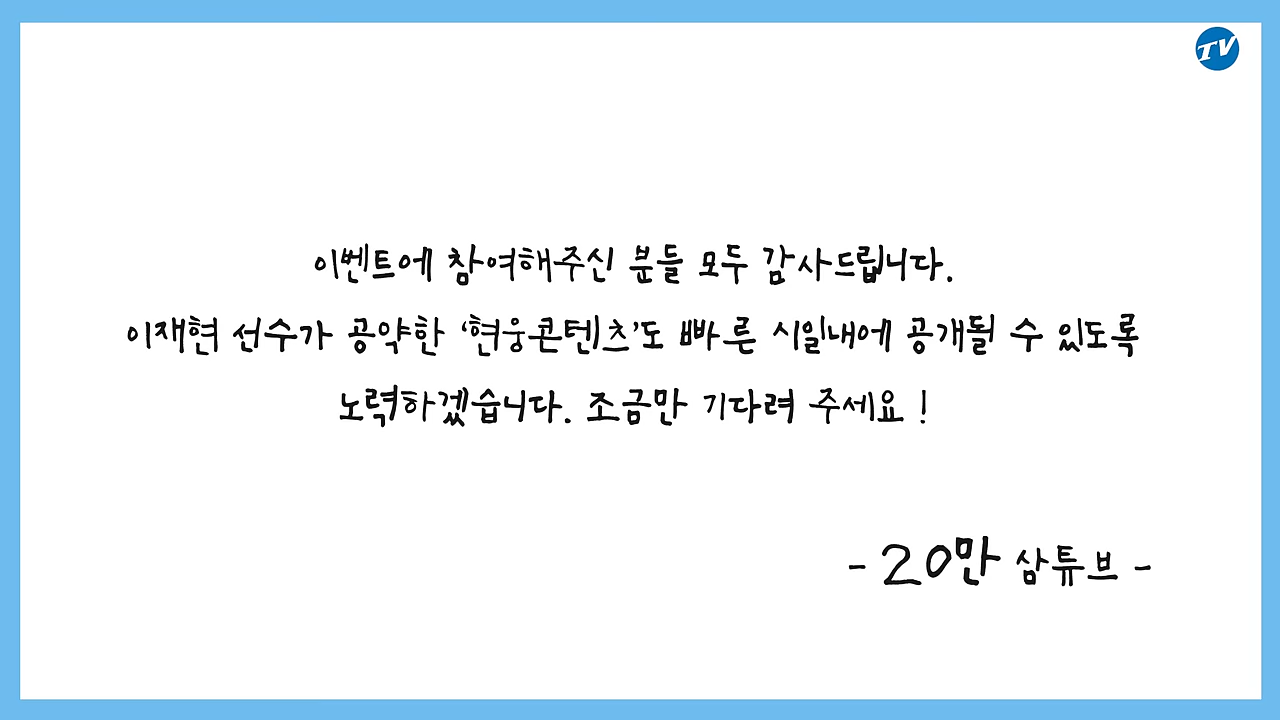 TV
이벤트에 참여해주신 분들 모두 감사드립니다.
이재현 선수가 공약한 '현웅콘텐츠'도 빠른 시일내에 공개될 수 있도록
노력하겠습니다. 조금만 기다려 주세요!
- 20만 삼튜브 -